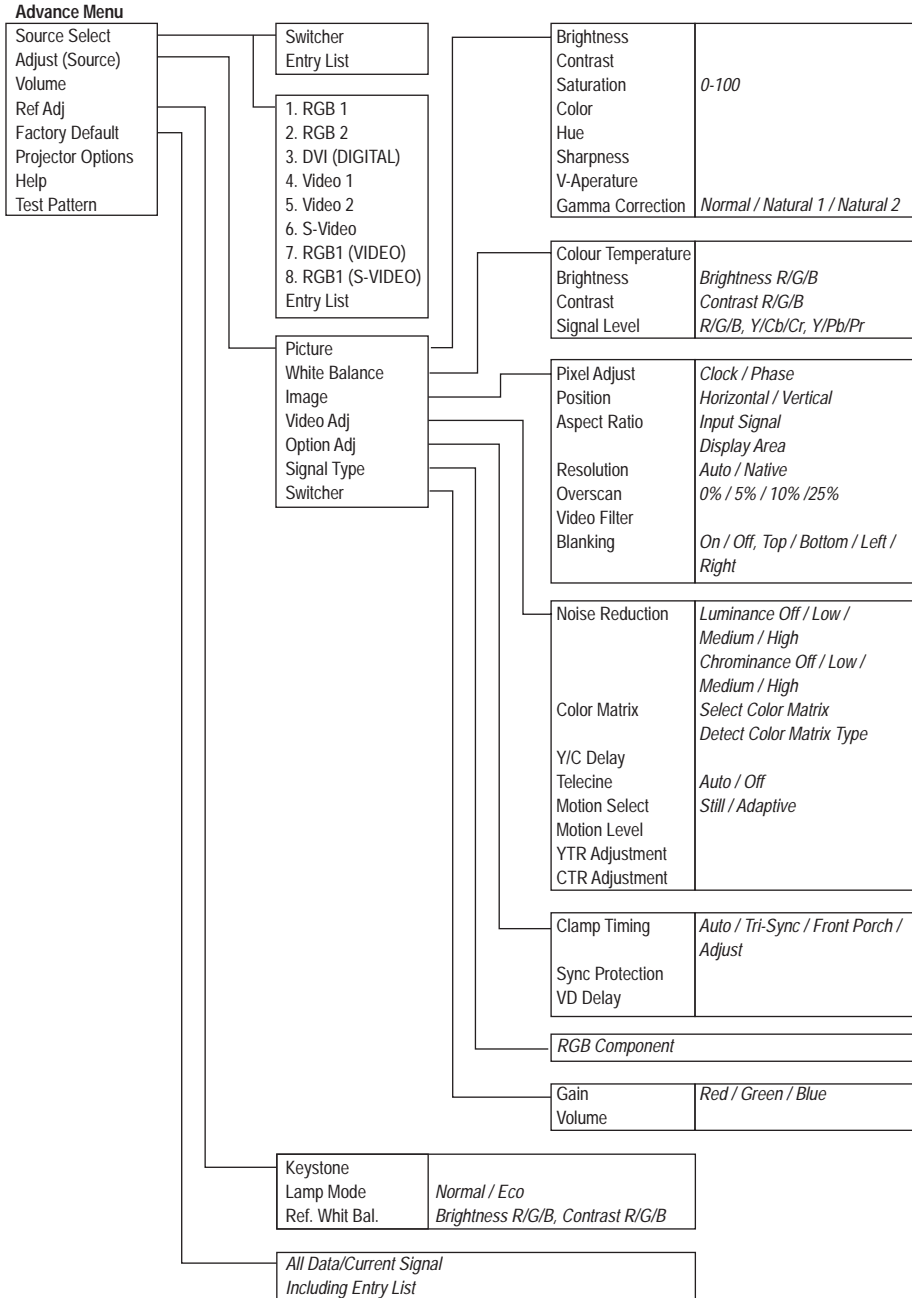 Advance Menu
Source Select
Adjust (Source)
Volume
Ref Adj
Factory Default
Projector Options
Help
Test Pattern
Switcher
Entry List
1. RGB 1
2. RGB 2
3. DVI (DIGITAL)
4. Video 1
5. Video 2
6. S-Video
7. RGB1 (VIDEO)
8. RGB1 (S-VIDEO)
Entry List
Picture
White Balance
Image
Video Adj
Option Adj
Signal Type
Switcher
Brightness
Contrast
Saturation 0-100
Color
Hue
Sharpness
V-Aperature
Gamma Correction Normal / Natural 1 / Natural 2
Colour Temperature
Brightness Brightness R/G/B
Contrast Contrast R/G/B
Signal Level R/G/B, Y/Cb/Cr, Y/Pb/Pr
Pixel Adjust Clock / Phase
Position Horizontal / Vertical
Aspect Ratio Input Signal
Display Area
Resolution Auto / Native
Overscan 0% / 5% / 10% /25%
Video Filter
Blanking On / Off, Top / Bottom / Left /
Right
Noise Reduction Luminance Off / Low /
Medium / High
Chrominance Off / Low /
Medium / High
Color Matrix Select Color Matrix
Detect Color Matrix Type
Y/C Delay
Telecine Auto / Off
Motion Select Still / Adaptive
Motion Level
YTR Adjustment
CTR Adjustment
Clamp Timing Auto / Tri-Sync / Front Porch /
Adjust
Sync Protection
VD Delay
RGB Component
Gain Red / Green / Blue
Volume
Keystone
Lamp Mode Normal / Eco
Ref. Whit Bal. Brightness R/G/B, Contrast R/G/B
All Data/Current Signal
Including Entry List